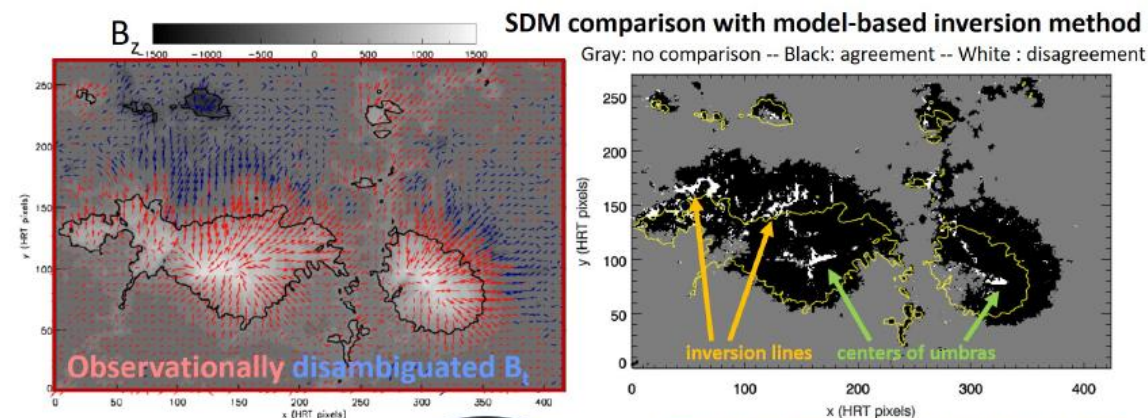 B_z
-1500 -1000 -500 0 500 1000 1500
SDM comparison with model-based inversion method
Gray: no comparison -- Black: agreement -- White : disagreement
250
200
150
100
50
0
y (HRT pixels)
Observationally disambiguated B_t
0 50 100 150 200 250 300 350 400
x (HRT pixels)
250
200
150
100
50
0
y (HRT pixels)
inversion lines
centers of umbras
0 100 200 300 400
x (HRT pixels)